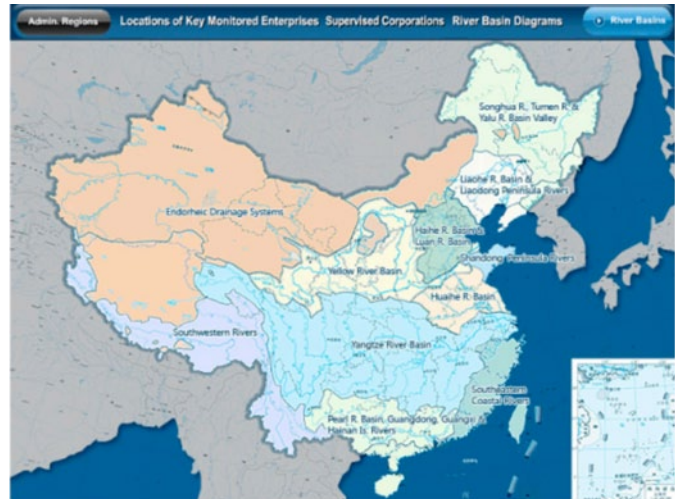 Admin. Regions
Locations of Key Monitored Enterprises Supervised Corporations River Basin Diagrams
River Basins
Songhua R., Tumen R. &
Yalu R. Basin Valley
Liaohe R. Basin &
Liaodong Peninsula Rivers
Endorheic Drainage Systems
Haihe R. Basin &
Luan R. Basin
Shandong Peninsula Rivers
Yellow River Basin
Huaihe R. Basin
Southwestern Rivers
Yangtze River Basin
Southeastern
Coastal Rivers
Pearl R. Basin, Guangdong, Guangxi &
Hainan Is. Rivers